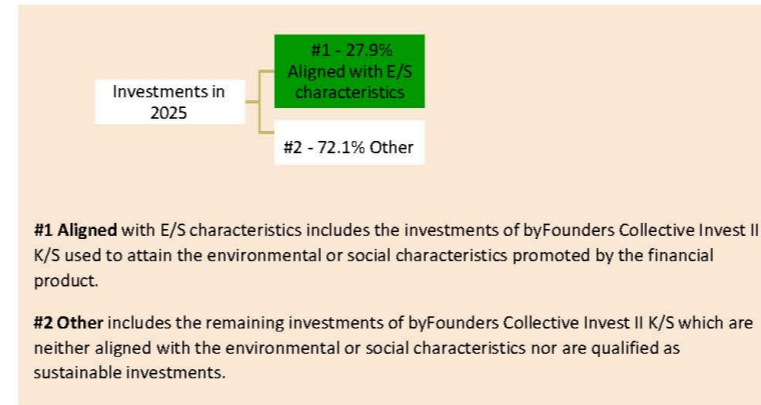 #1 - 27.9%
Aligned with E/S
characteristics
Investments in
2025
#2 - 72.1% Other
#1 Aligned with E/S characteristics includes the investments of byFounders Collective Invest II
K/S used to attain the environmental or social characteristics promoted by the financial
product.
#2 Other includes the remaining investments of byFounders Collective Invest II K/S which are
neither aligned with the environmental or social characteristics nor are qualified as
sustainable investments.